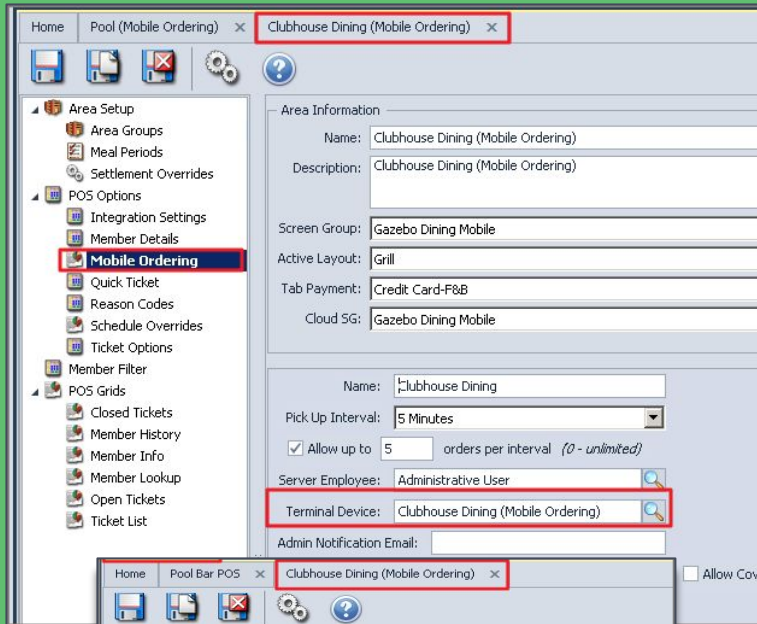 Home Pool (Mobile Ordering) Clubhouse Dining (Mobile Ordering)
Area Setup
Area Groups
Meal Periods
Settlement Overrides
POS Options
Integration Settings
Member Details
Mobile Ordering
Quick Ticket
Reason Codes
Schedule Overrides
Ticket Options
Member Filter
POS Grids
Closed Tickets
Member History
Member Info
Member Lookup
Open Tickets
Ticket List
Area Information
Name: Clubhouse Dining (Mobile Ordering)
Description: Clubhouse Dining (Mobile Ordering)
Screen Group: Gazebo Dining Mobile
Active Layout: Grill
Tab Payment: Credit Card-F&B
Cloud SG: Gazebo Dining Mobile
Name: Clubhouse Dining
Pick Up Interval: 5 Minutes
Allow up to 5 orders per interval (0 - unlimited)
Server Employee: Administrative User
Terminal Device: Clubhouse Dining (Mobile Ordering)
Admin Notification Email:
Allow Cov
Home Pool Bar POS Clubhouse Dining (Mobile Ordering)